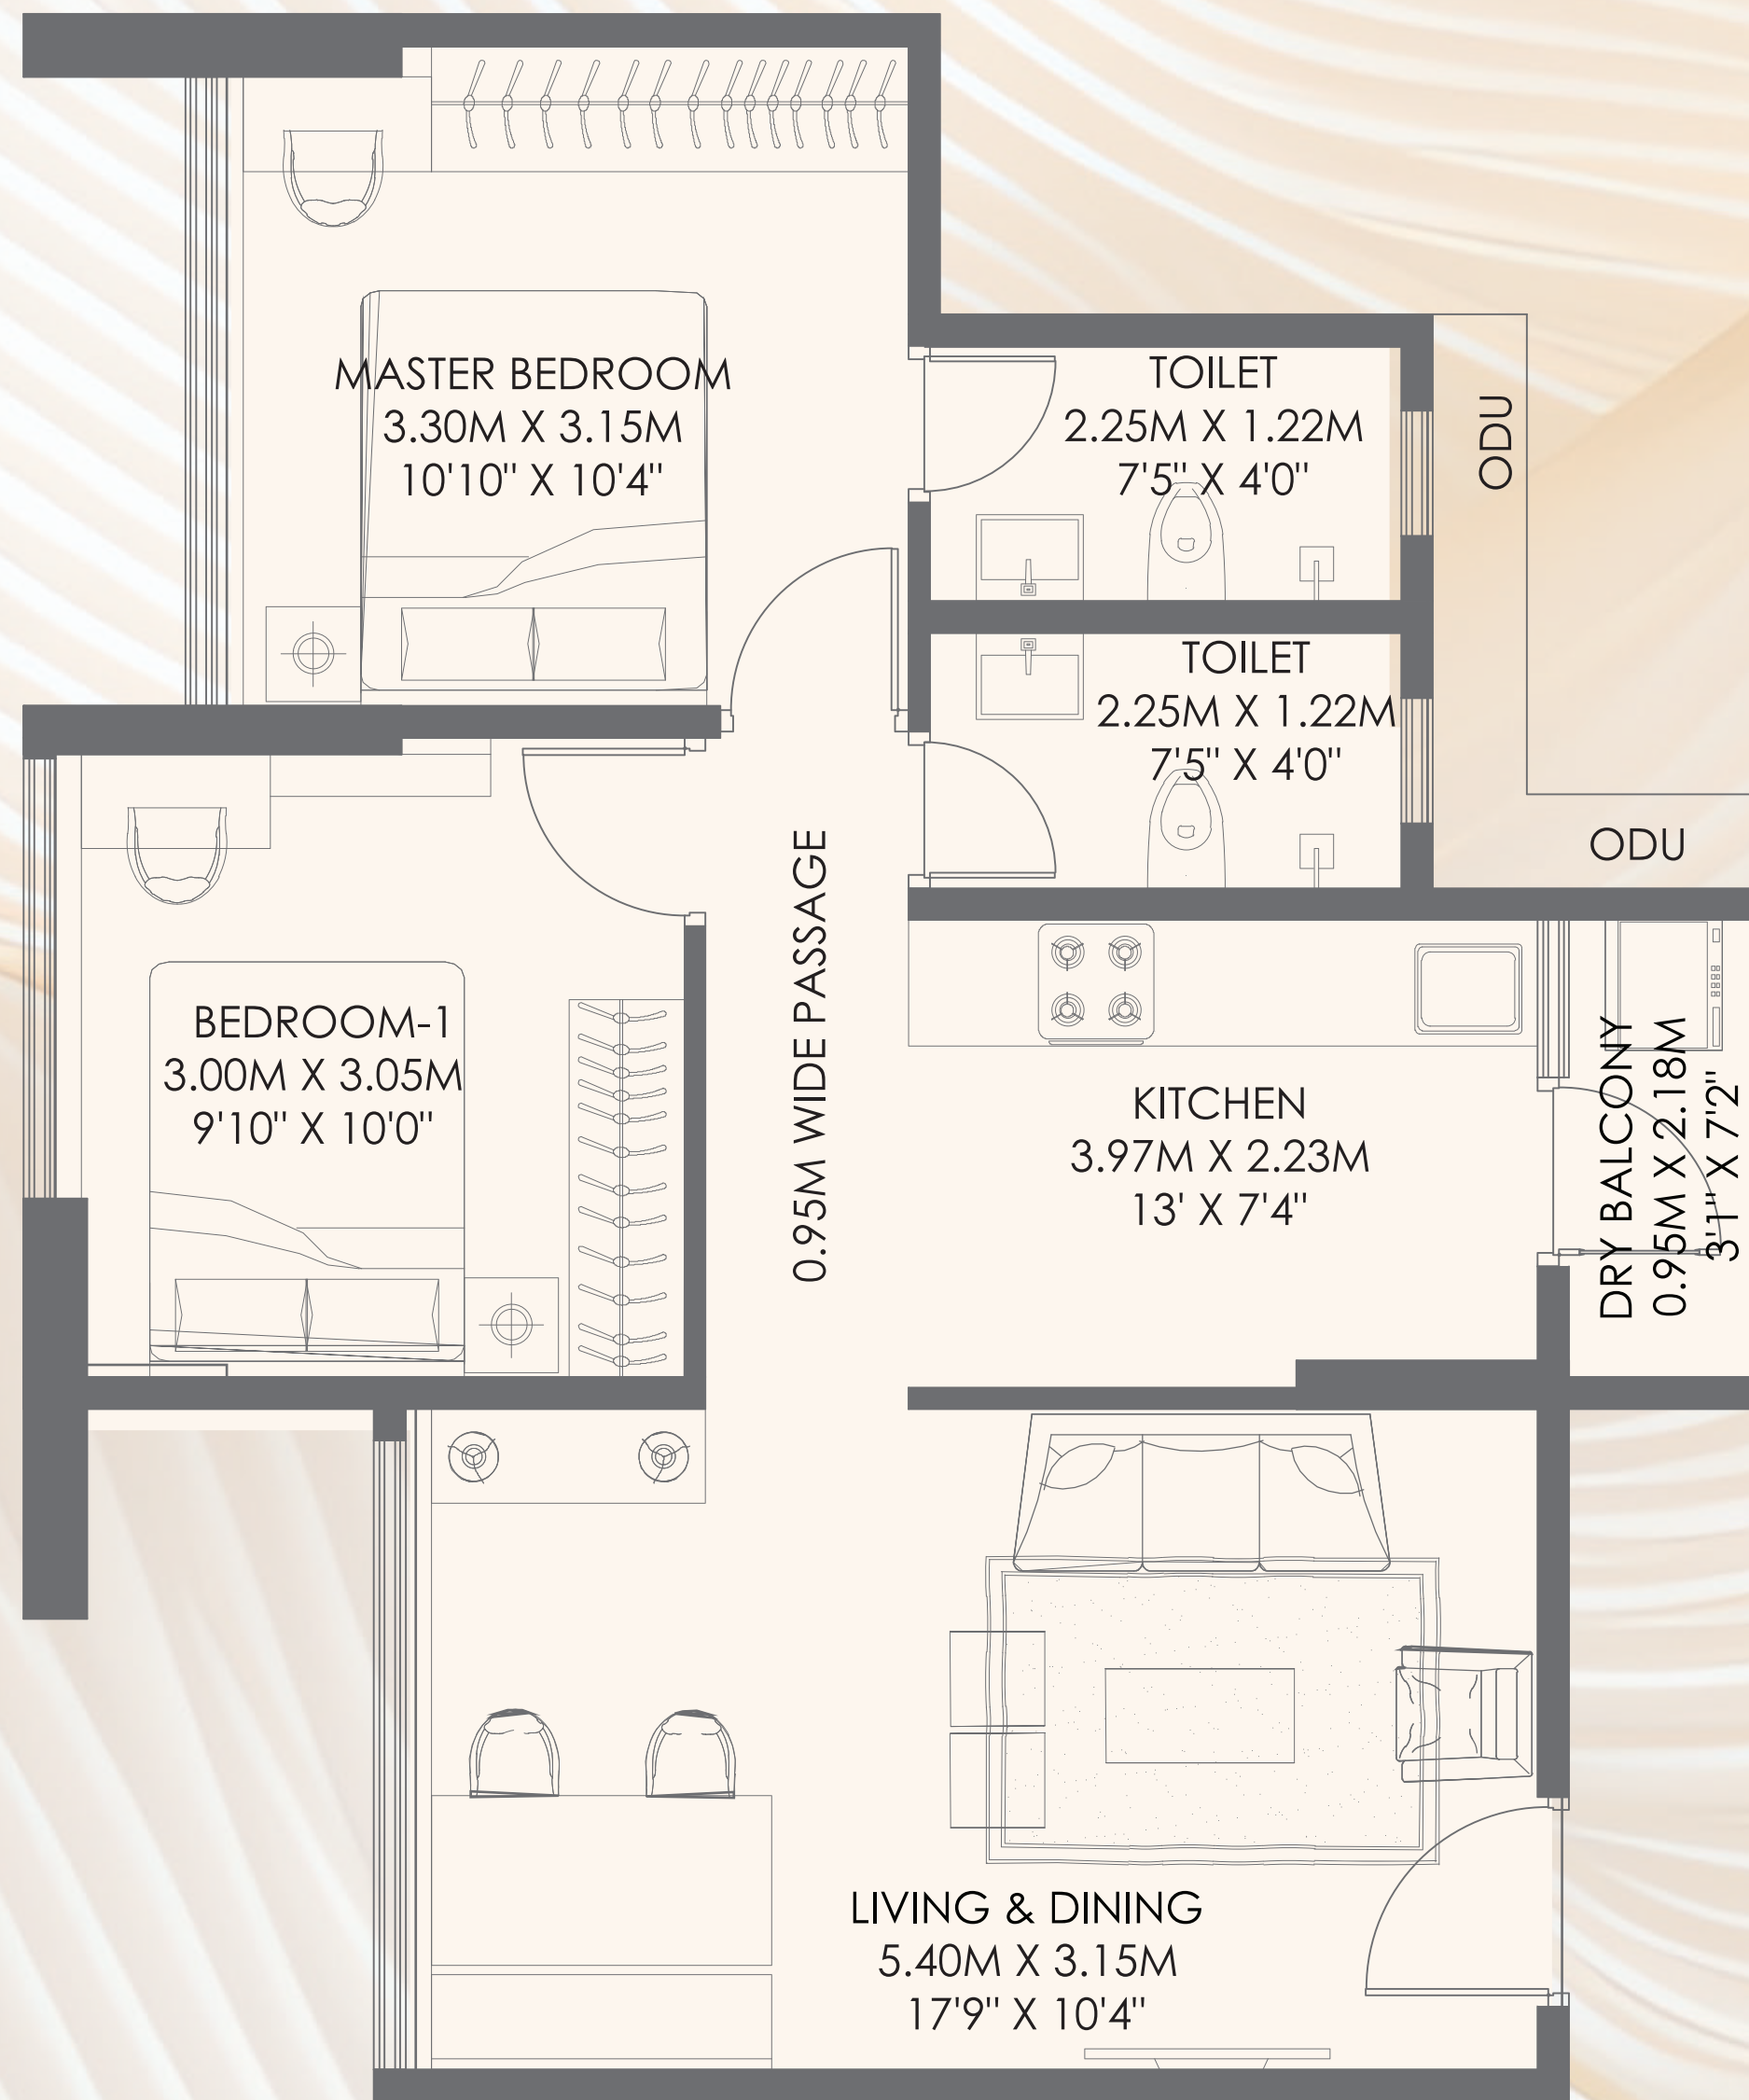 MASTER BEDROOM
3.30M X 3.15M
10'10" X 10'4"
TOILET
2.25M X 1.22M
7'5" X 4'0"
ODU
TOILET
2.25M X 1.22M
7'5" X 4'0"
ODU
BEDROOM-1
3.00M X 3.05M
9'10" X 10'0"
0.95M WIDE PASSAGE
KITCHEN
3.97M X 2.23M
13' X 7'4"
DRY BALCONY
0.95M X 2.18M
3'1" X 7'2"
LIVING & DINING
5.40M X 3.15M
17'9" X 10'4"